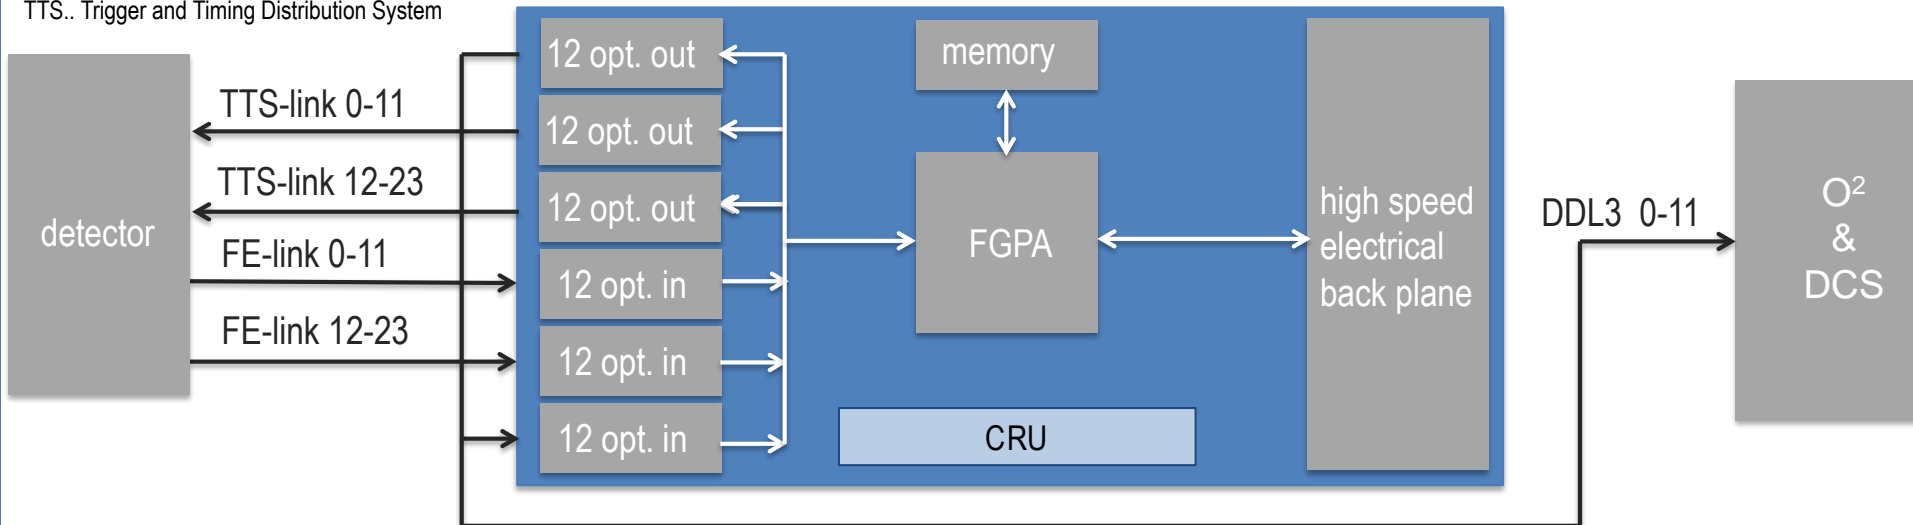 TTS.. Trigger and Timing Distribution System
detector
TTS-link 0-11
TTS-link 12-23
FE-link 0-11
FE-link 12-23
12 opt. out
12 opt. out
12 opt. out
12 opt. in
12 opt. in
12 opt. in
memory
FGPA
CRU
high speed
electrical
back plane
DDL3 0-11
O²
&
DCS